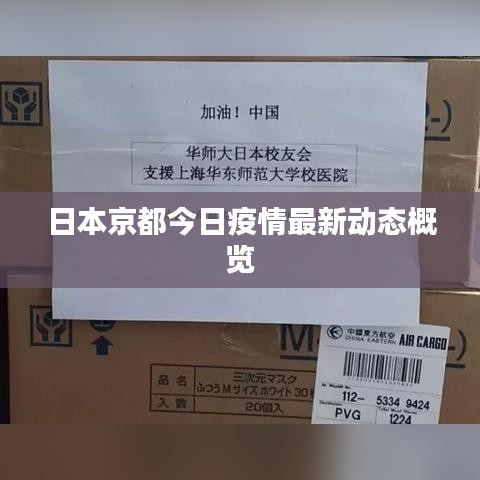 加油！中国
华师大日本校友会
支援上海华东师范大学校医院
日本京都今日疫情最新动态概
览
中國東方航空
CHINA EASTERN
AIR CARGO
112-
5334 9424
PVG
1224
品名
三次元マスク
ふつうMサイズ ホワイト30
入数
20個入